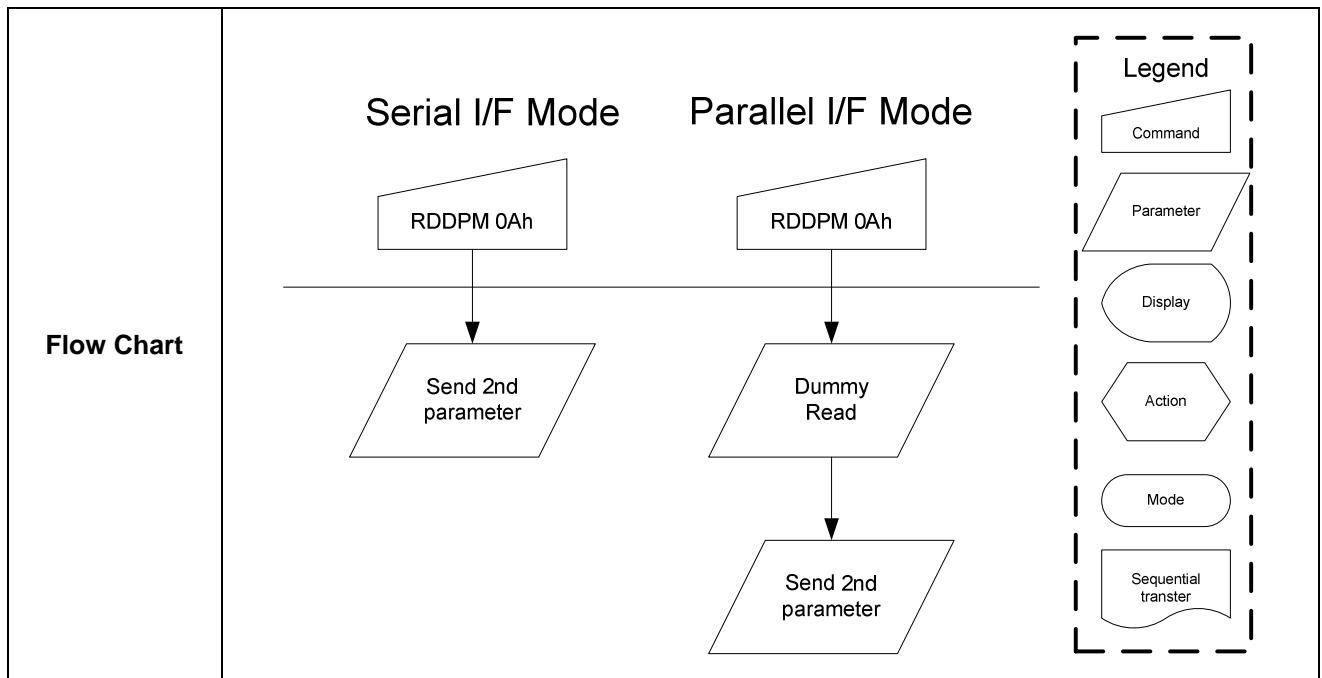 Flow Chart
Serial I/F Mode
RDDPM 0Ah
Send 2nd
parameter
Parallel I/F Mode
RDDPM 0Ah
Dummy
Read
Send 2nd
parameter
Legend
Command
Parameter
Display
Action
Mode
Sequential
transter